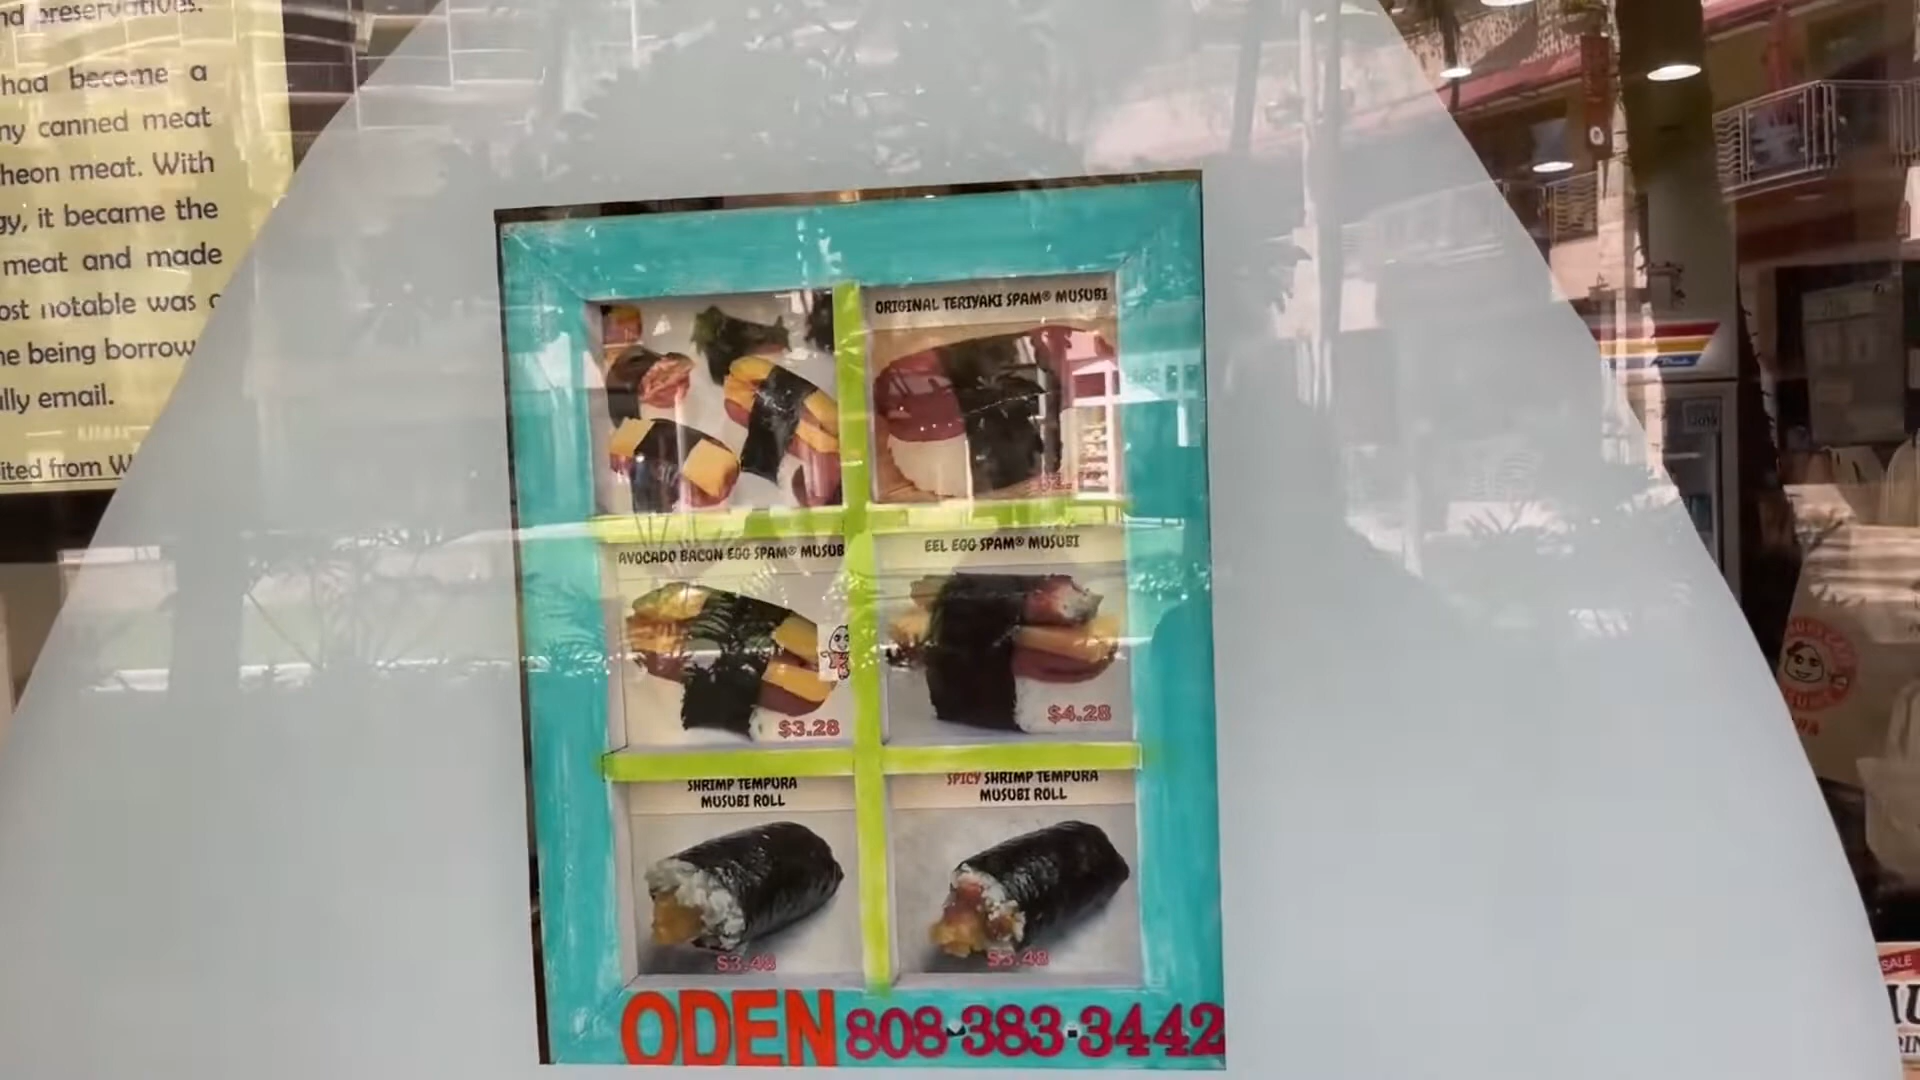 nd preservatives.
had become a
ny canned meat
heon meat. With
gy, it became the
meat and made
ost notable was
ne being borrow
lly email.
ited from W
ORIGINAL TERIYAKI SPAM® MUSUBI
AVOCADO BACON EGG SPAM® MUSUB
$3.28
EEL EGG SPAM® MUSUBI
$4.28
SHRIMP TEMPURA
MUSUBI ROLL
$3.48
SPICY SHRIMP TEMPURA
MUSUBI ROLL
$3.48
ODEN 808-383-3442
SALE